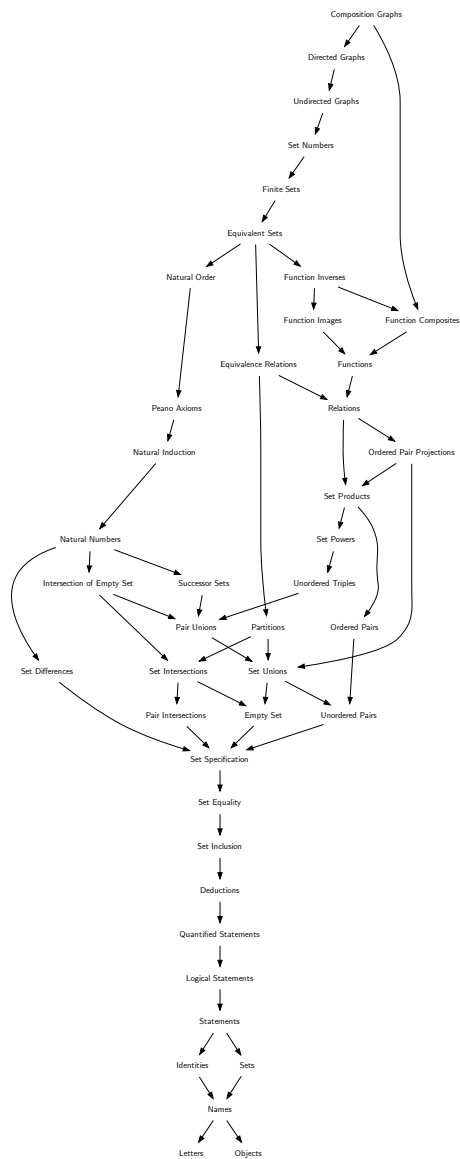 Composition Graphs
Directed Graphs
Undirected Graphs
Set Numbers
Finite Sets
Equivalent Sets
Natural Order
Function Inverses
Function Images
Function Composites
Equivalence Relations
Functions
Peano Axioms
Relations
Natural Induction
Ordered Pair Projections
Set Products
Natural Numbers
Set Powers
Intersection of Empty Set
Successor Sets
Unordered Triples
Pair Unions
Partitions
Ordered Pairs
Set Differences
Set Intersections
Set Unions
Pair Intersections
Empty Set
Unordered Pairs
Set Specification
Set Equality
Set Inclusion
Deductions
Quantified Statements
Logical Statements
Statements
Identities
Sets
Names
Letters
Objects